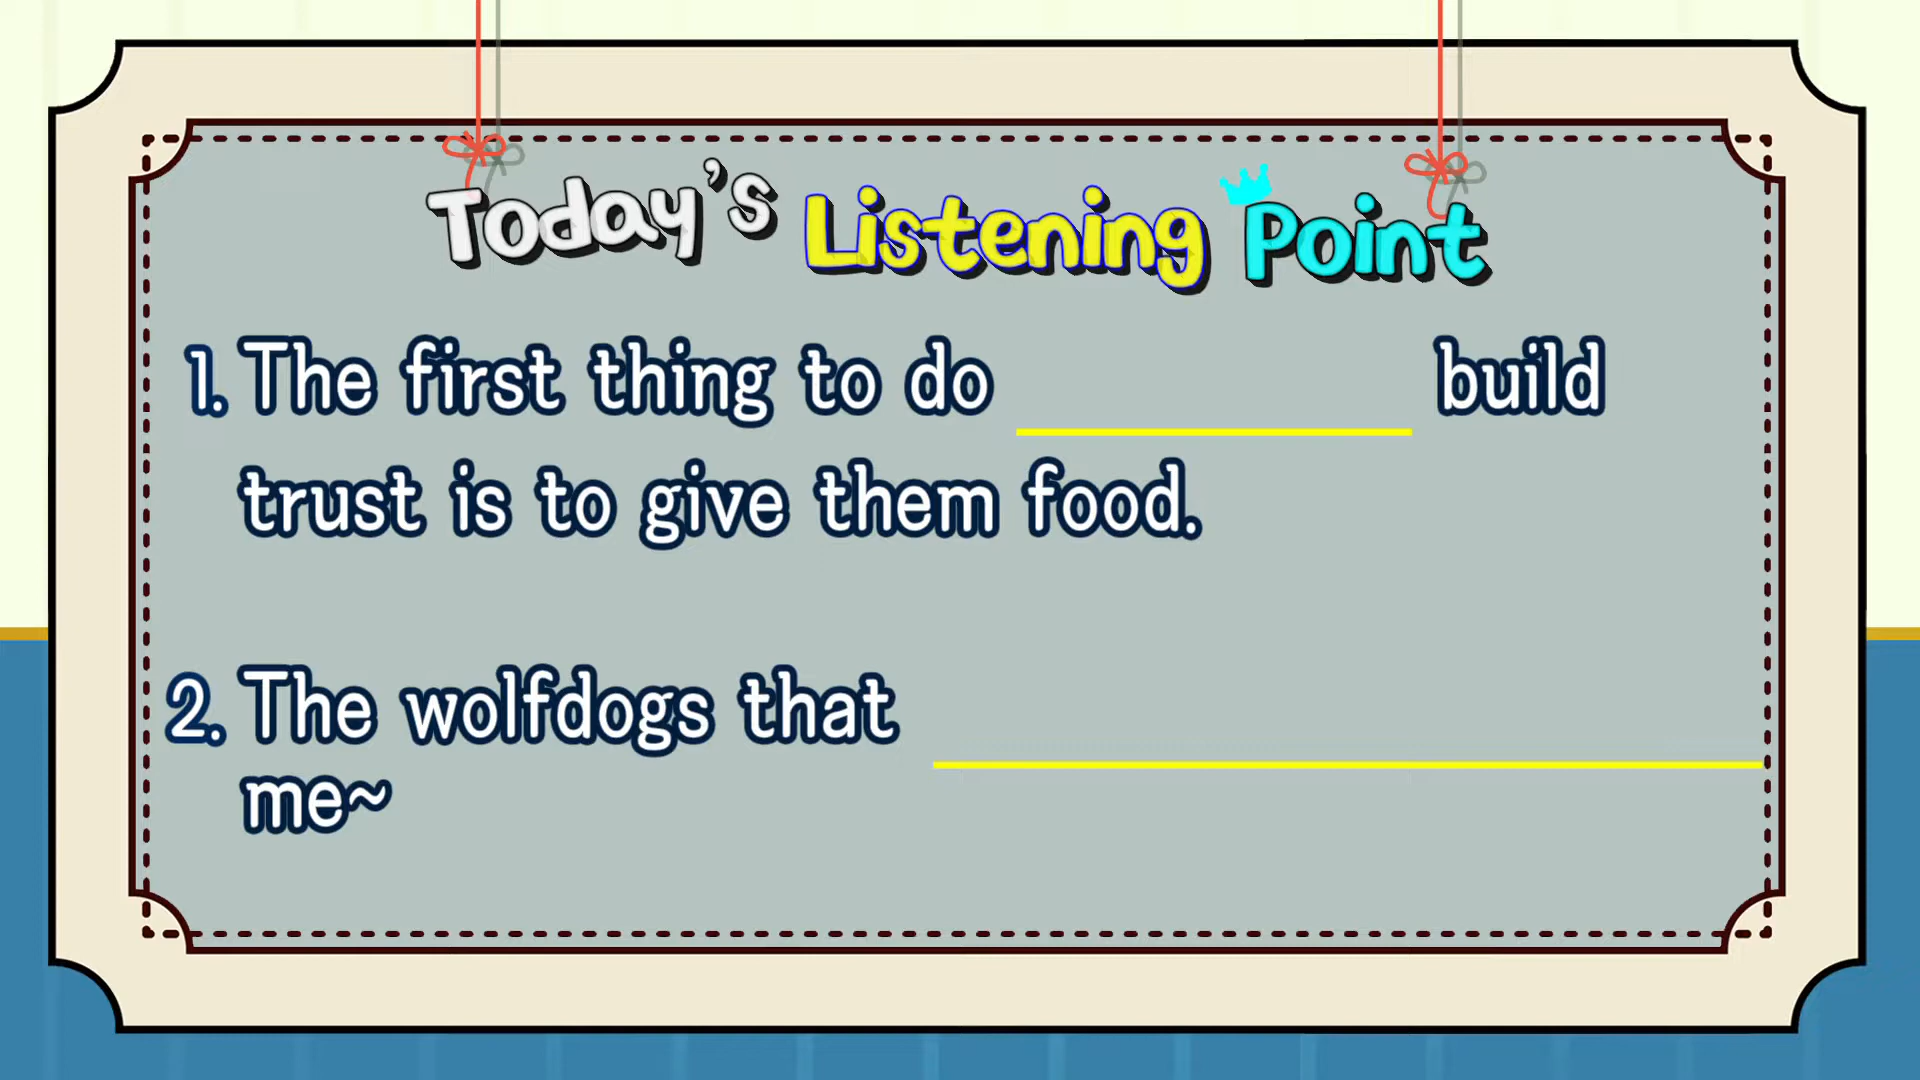 Today's Listening Point
1. The first thing to do build
trust is to give them food.
2. The wolfdogs that
me~